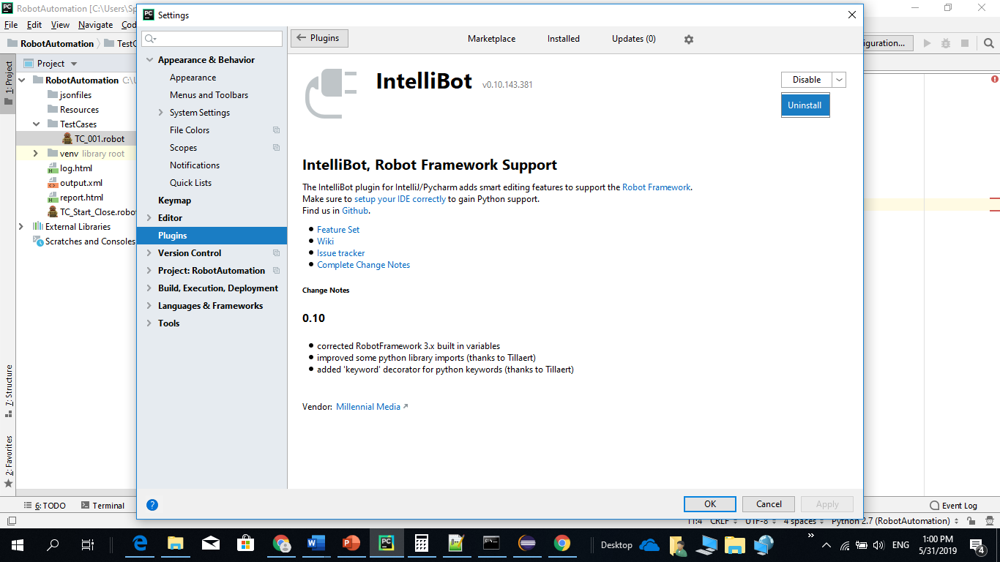 RobotAutomation [C:\Users\Sp
Settings
File Edit View Navigate Cod
RobotAutomation TestC
iguration...
Plugins
Marketplace Installed Updates (0)
1: Project
Project
RobotAutomation C:\U
jsonfiles
Resources
TestCases
TC_001.robot
venv library root
log.html
output.xml
report.html
TC_Start_Close.robo
External Libraries
Scratches and Consoles
7: Structure
2: Favorites
Appearance & Behavior
Appearance
Menus and Toolbars
System Settings
File Colors
Scopes
Notifications
Quick Lists
Keymap
Editor
Plugins
Version Control
Project: RobotAutomation
Build, Execution, Deployment
Languages & Frameworks
Tools
IntelliBot v0.10.143.381
Disable
Uninstall
IntelliBot, Robot Framework Support
The IntelliBot plugin for IntelliJ/Pycharm adds smart editing features to support the Robot Framework.
Make sure to setup your IDE correctly to gain Python support.
Find us in Github.
Feature Set
Wiki
Issue tracker
Complete Change Notes
Change Notes
0.10
corrected RobotFramework 3.x built in variables
improved some python library imports (thanks to Tillaert)
added 'keyword' decorator for python keywords (thanks to Tillaert)
Vendor: Millennial Media
?
OK Cancel Apply
6: TODO Terminal
Event Log
11:4 CRLF UTF-8 4 spaces Python 2.7 (RobotAutomation)
Desktop
ENG
1:00 PM
5/31/2019
4